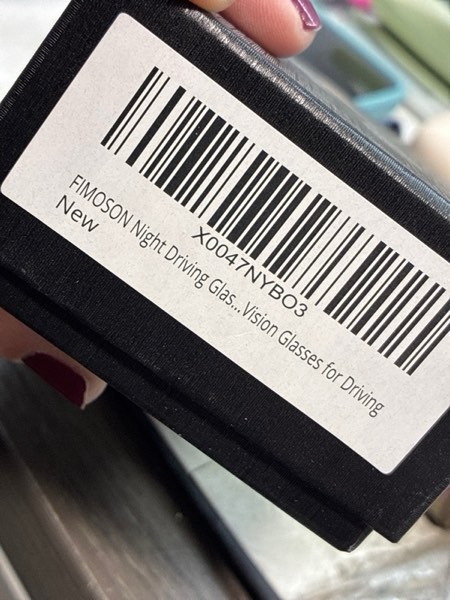 X0047NYBO3
FIMOSON Night Driving Glas...Vision Glasses for Driving
New